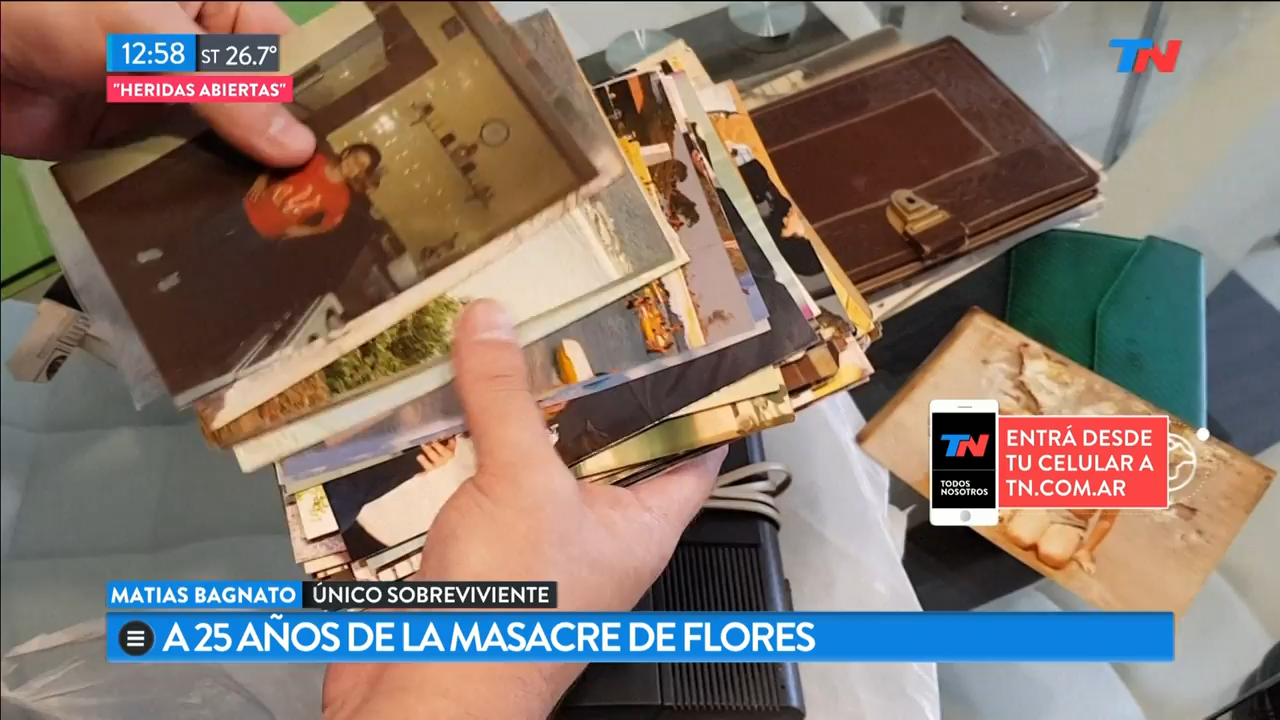 12:58 ST 26.7°
"HERIDAS ABIERTAS"
TN
TN
TODOS
NOSOTROS
ENTRÁ DESDE
TU CELULAR A
TN.COM.AR
MATIAS BAGNATO ÚNICO SOBREVIVIENTE
A 25 AÑOS DE LA MASACRE DE FLORES